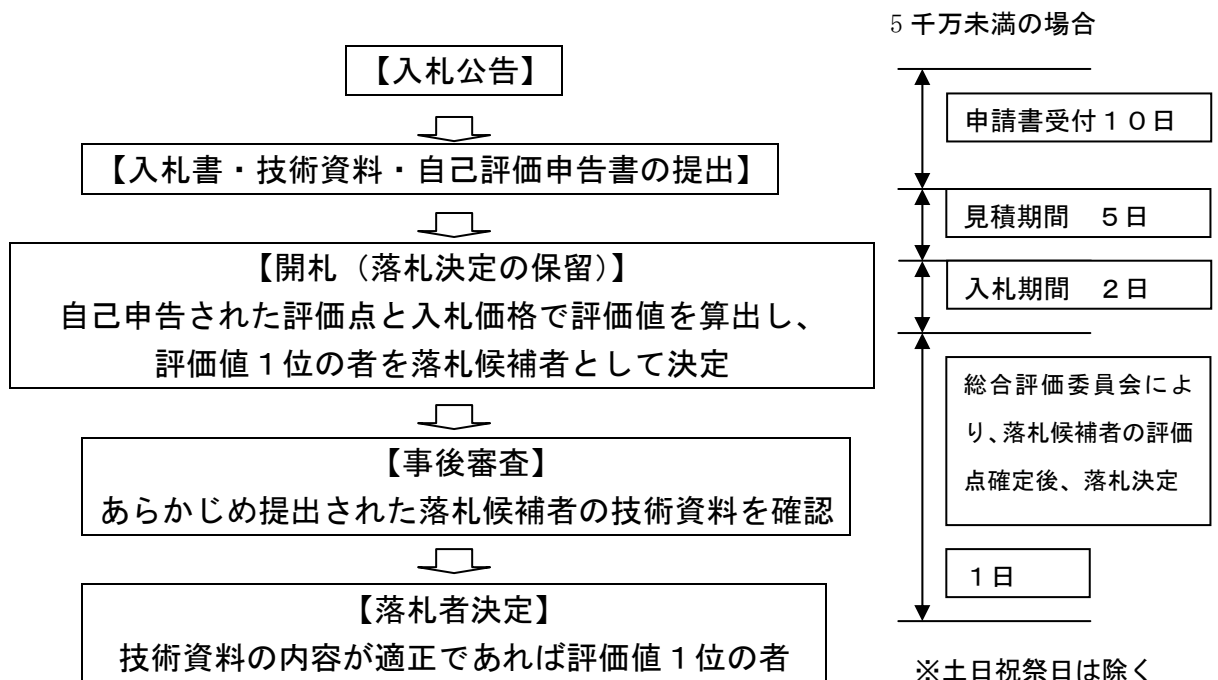 【入札公告】
【入札書・技術資料・自己評価申告書の提出】
【開札（落札決定の保留）】
自己申告された評価点と入札価格で評価値を算出し、
評価値１位の者を落札候補者として決定
【事後審査】
あらかじめ提出された落札候補者の技術資料を確認
【落札者決定】
技術資料の内容が適正であれば評価値１位の者
５千万未満の場合
申請書受付１０日
見積期間　５日
入札期間　２日
総合評価委員会によ
り、落札候補者の評価
点確定後、落札決定
１日
※土日祝祭日は除く